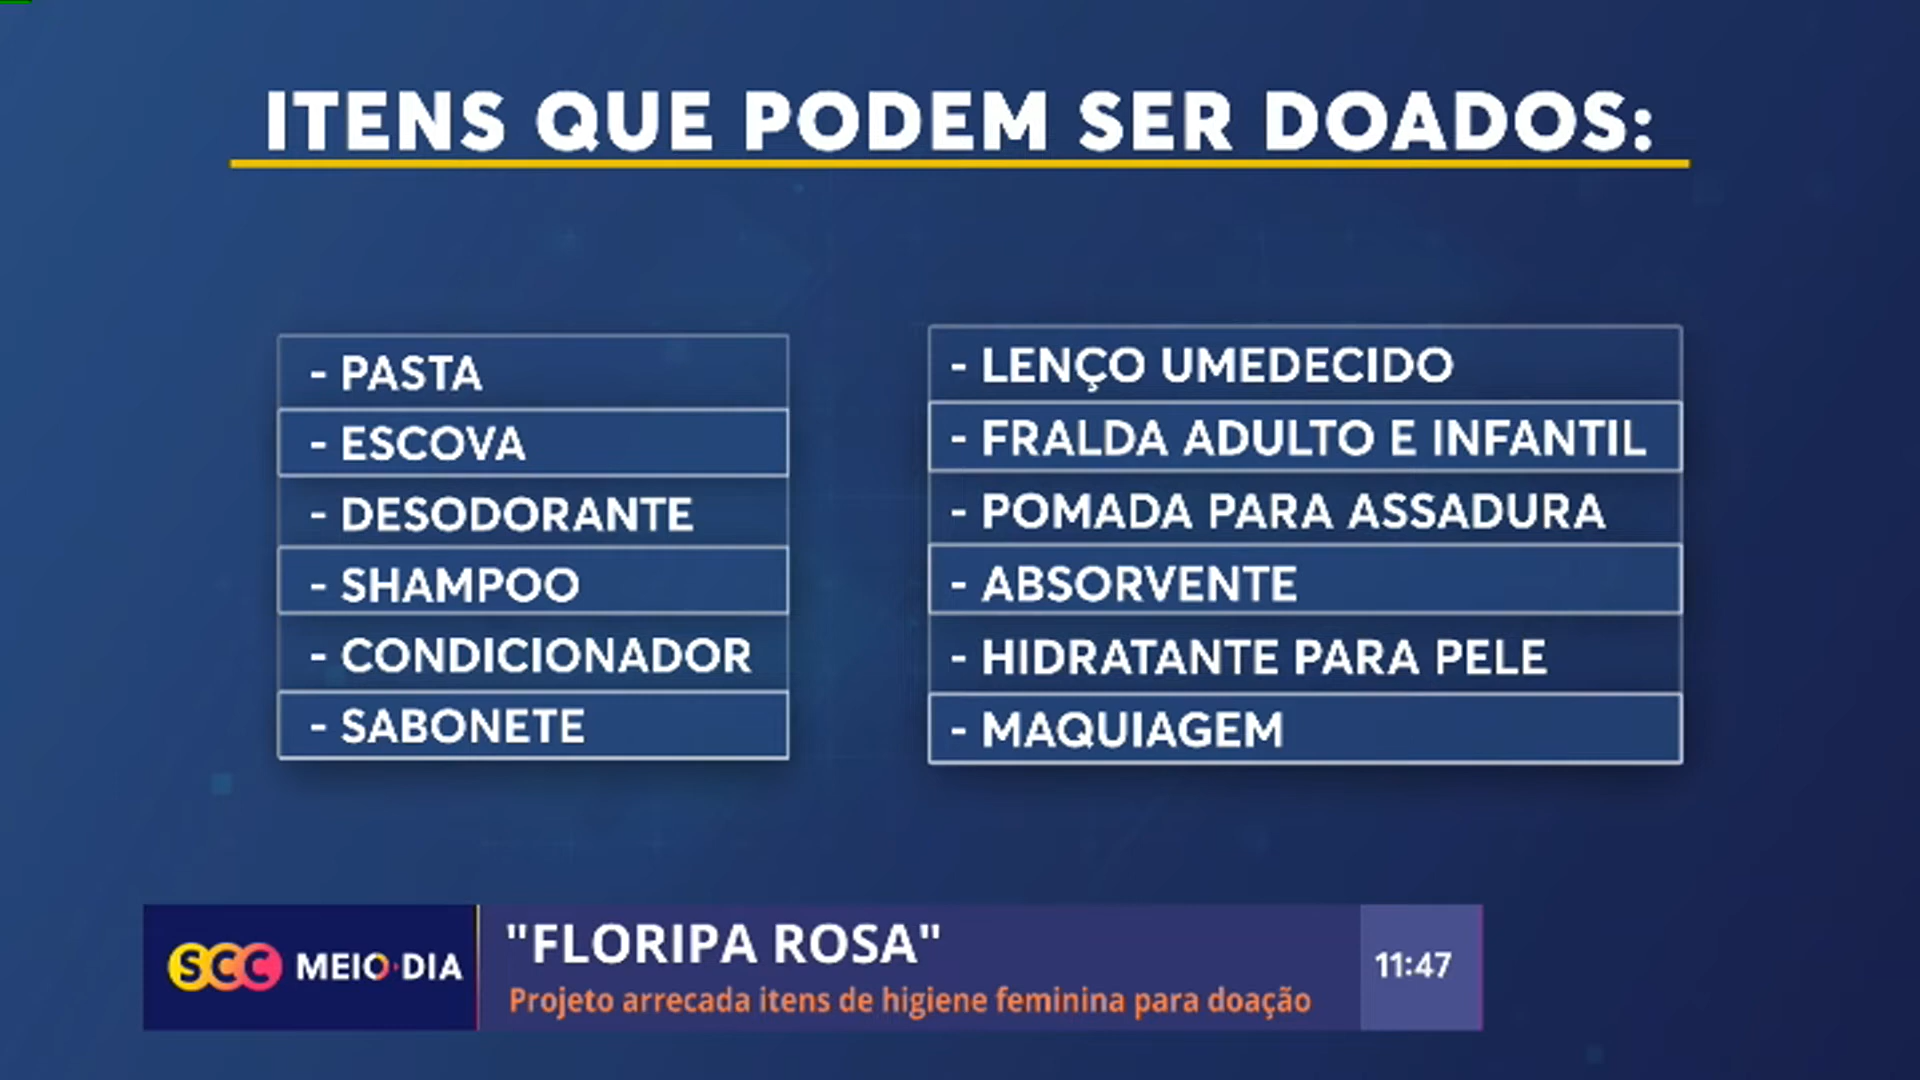 ITENS QUE PODEM SER DOADOS:
- PASTA
- ESCOVA
- DESODORANTE
- SHAMPOO
- CONDICIONADOR
- SABONETE
- LENÇO UMEDECIDO
- FRALDA ADULTO E INFANTIL
- POMADA PARA ASSADURA
- ABSORVENTE
- HIDRATANTE PARA PELE
- MAQUIAGEM
SCC MEIO-DIA
"FLORIPA ROSA"
Projeto arrecada itens de higiene feminina para doação
11:47